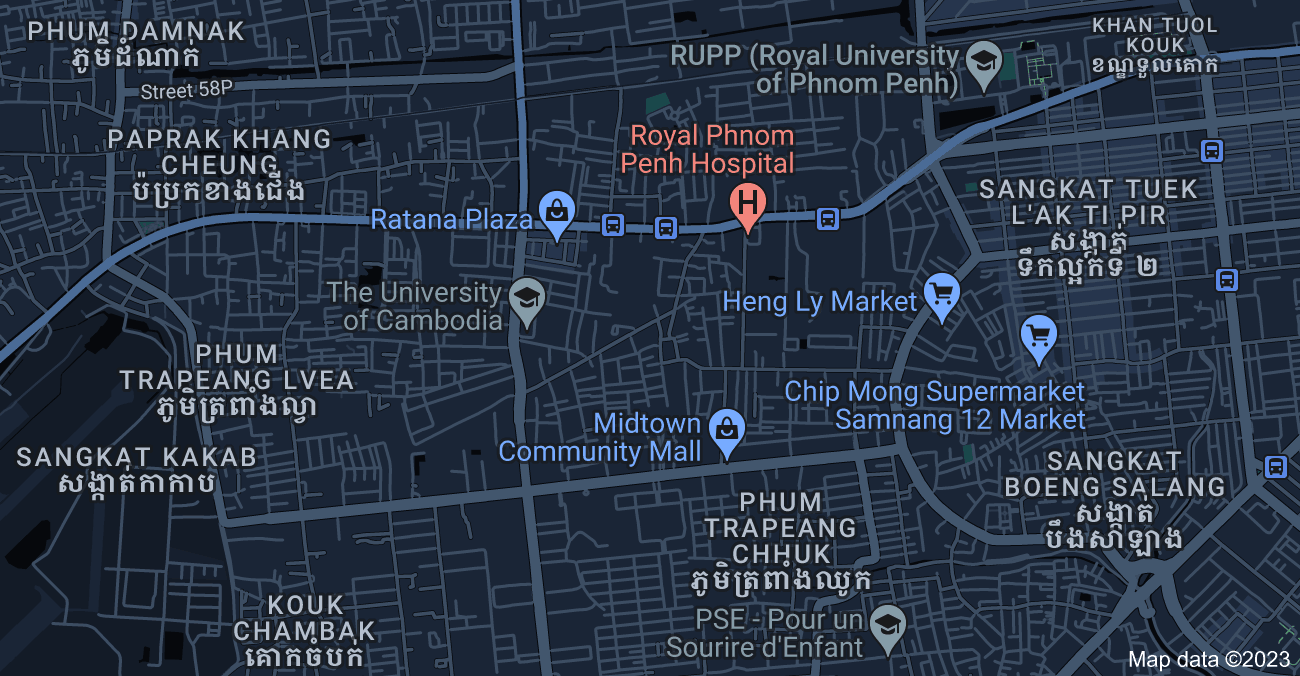 PHUM DAMNAK
ភូមិដំណាក់
Street 58P
RUPP (Royal University
of Phnom Penh)
KHAN TUOL
KOUK
ខណ្ឌទួលគោក
PAPRAK KHANG
CHEUNG
ប៉ប្រកខាងជើង
Royal Phnom
Penh Hospital
H
Ratana Plaza
SANGKAT TUEK
L'AK TI PIR
សង្កាត់
ទឹកល្អក់ទី ២
The University
of Cambodia
Heng Ly Market
PHUM
TRAPEANG LVEA
ភូមិត្រពាំងល្វា
Chip Mong Supermarket
Samnang 12 Market
Midtown
Community Mall
SANGKAT KAKAB
សង្កាត់កាកាប
SANGKAT
BOENG SALANG
សង្កាត់
បឹងសាឡាង
PHUM
TRAPEANG
CHHUK
ភូមិត្រពាំងឈូក
KOUK
CHAMBAK
គោកចំបក់
PSE - Pour un
Sourire d'Enfant
Map data ©2023